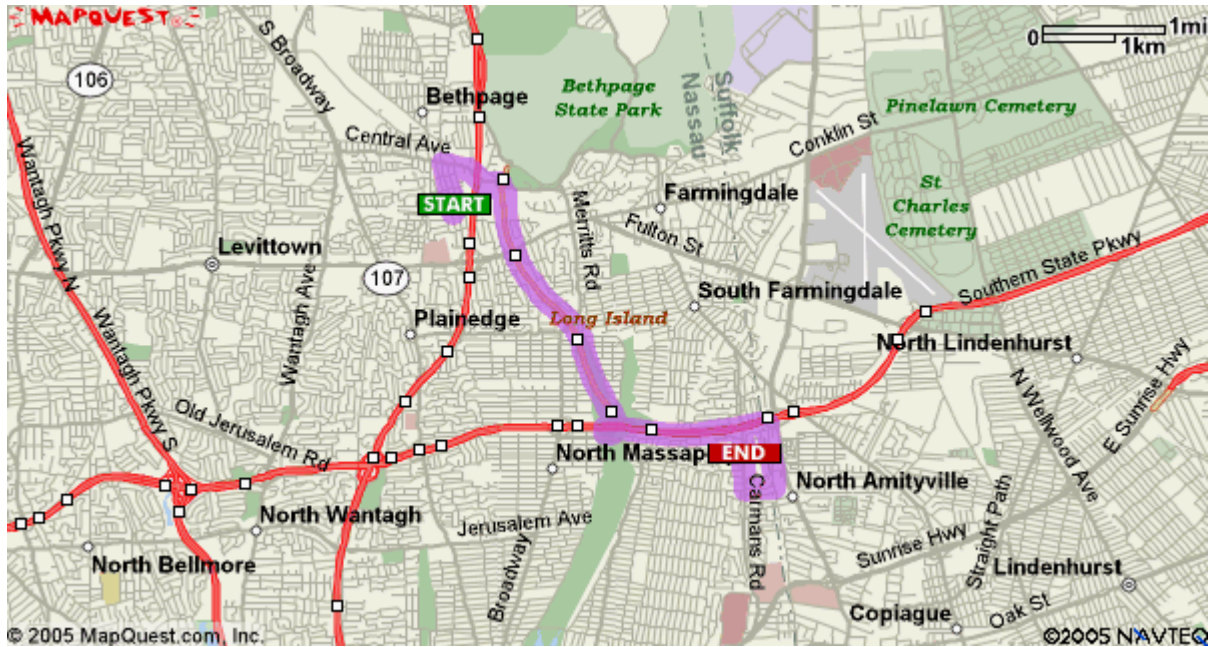 MAPQUEST
0 1mi
1km
106
S Broadway
Bethpage
Bethpage
State Park
Suffolk
Nassau
Pinelawn Cemetery
Conklin St
Central Ave
START
Farmingdale
St
Charles
Cemetery
Merritts Rd
Fulton St
Wantagh Pkwy N
Levittown
107
Wantagh Ave
South Farmingdale
Southern State Pkwy
Plainedge
Long Island
North Lindenhurst
Wantagh Pkwy S
Old Jerusalem Rd
N Wellwood Ave
E Sunrise Hwy
North Massap
END
Carmans Rd
North Amityville
North Wantagh
Jerusalem Ave
Broadway
Sunrise Hwy
Straight Path
North Bellmore
Lindenhurst
Copiague
Oak St
© 2005 MapQuest.com, Inc.
©2005 NAVTEQ